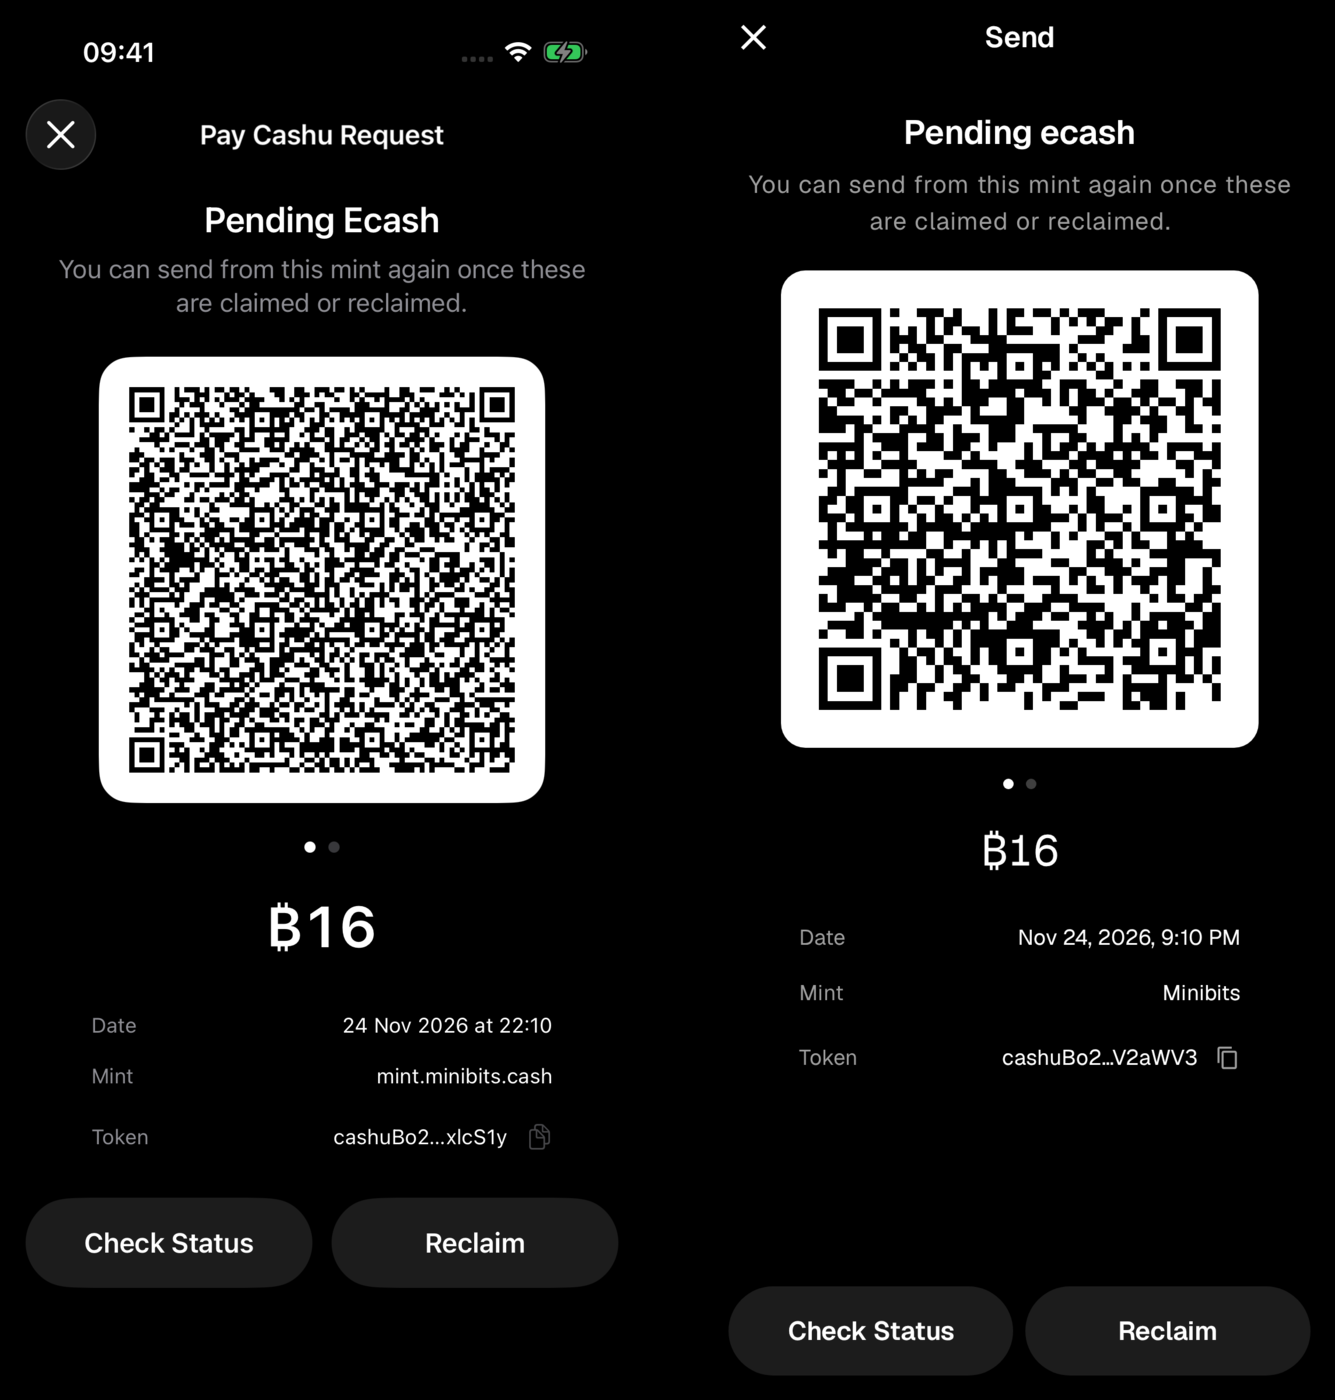 09:41
Pay Cashu Request
Pending Ecash
You can send from this mint again once these
are claimed or reclaimed.
₿16
Date
24 Nov 2026 at 22:10
Mint
mint.minibits.cash
Token
cashuBo2...xlcS1y
Check Status
Reclaim
Send
Pending ecash
You can send from this mint again once these
are claimed or reclaimed.
₿16
Date
Nov 24, 2026, 9:10 PM
Mint
Minibits
Token
cashuBo2...V2aWV3
Check Status
Reclaim